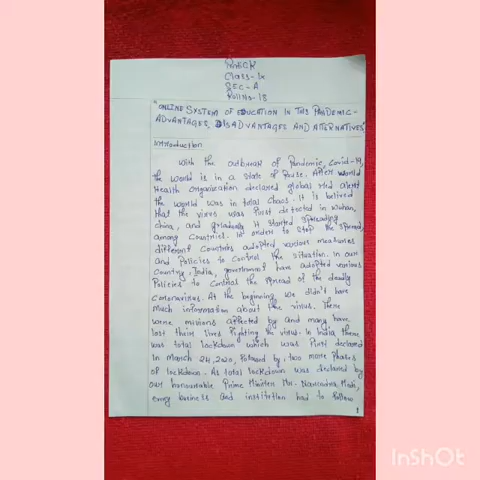 Class-Ix
SEC-A
Rollno-18
"ONLINE SYSTEM OF EDUCATION IN THIS PANDEMIC-
ADVANTAGES, DISADVANTAGES AND ALTERNATIVES"
Introduction
With the outbreak of Pandemic, Covid-19,
the world is in a state of Pause. After World
Health Organization declared global red alert
the world was in total chaos. It is belived
that the virus was first detected in Wuhan,
China, and gradually it started spreading
among countries. In order to stop the spread,
different countries adopted various measures
and Policies to control the situation. In our
country, India, government have adopted various
Policies to control the spread of the deadly
coronavirus. At the beginning we didn't have
much information about the virus. There
were millions affected by and many have
lost their lives fighting the virus. In India there
was total lockdown which was first declared
in March 24, 2020, followed by, two more phases
of lockdown. As total lockdown was declared by
our honourable Prime Minister Mr. Narendra Modi,
every business and institution had to follow
1
InShOt